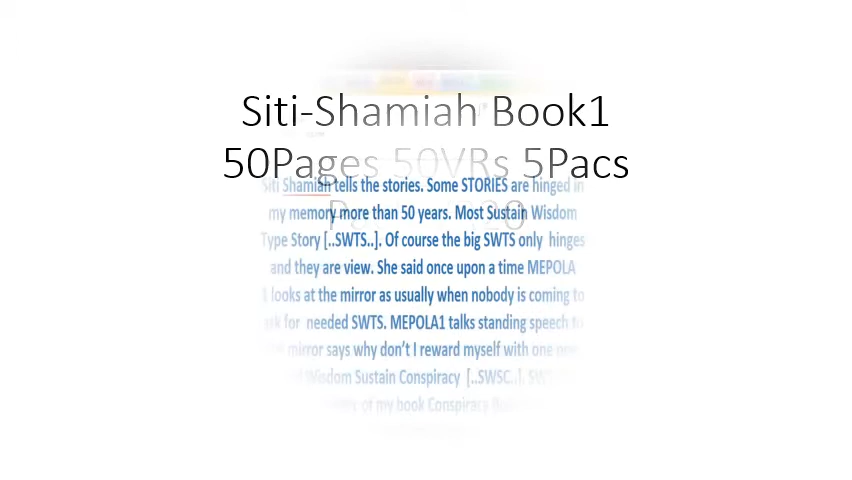 Siti-Shamiah Book1
50Pages 50VRs 5Pacs
Siti Shamiah tells the stories. Some STORIES are hinged in
my memory more than 50 years. Most Sustain Wisdom
Type Story [..SWTS..]. Of course the big SWTS only hinges
and they are view. She said once upon a time MEPOLA
looks at the mirror as usually when nobody is coming to
ask for needed SWTS. MEPOLA1 talks standing speech to
mirror says why don't I reward myself with one
Wisdom Sustain Conspiracy [..SWSC..].
of my book Conspiracy